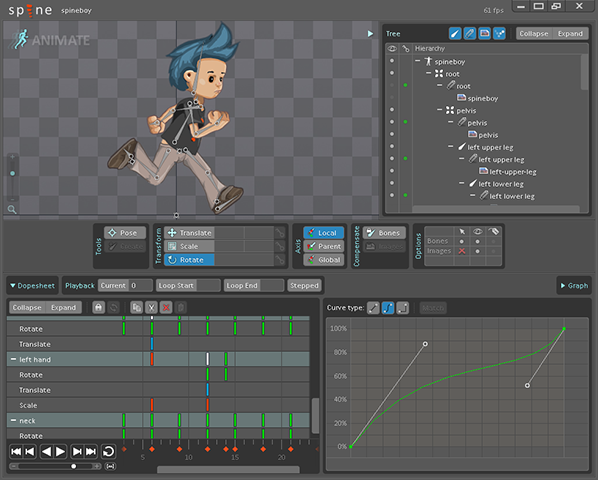 spine spineboy 61 fps
ANIMATE
Tree Collapse Expand
Hierarchy
spineboy
root
root
spineboy
pelvis
pelvis
pelvis
left upper leg
left upper leg
left-upper-leg
left lower leg
left lower leg
Tools Pose
Transform Translate
Scale
Rotate
Axis Local
Parent
Global
Compensate Bones
Options
Bones
Images
Dopesheet Playback Current 0 Loop Start Loop End Stepped Graph
Collapse Expand
Rotate
Translate
left hand
Rotate
Translate
Scale
neck
Rotate
5 10 15 20
Curve type:
100%
80%
60%
40%
20%
0%